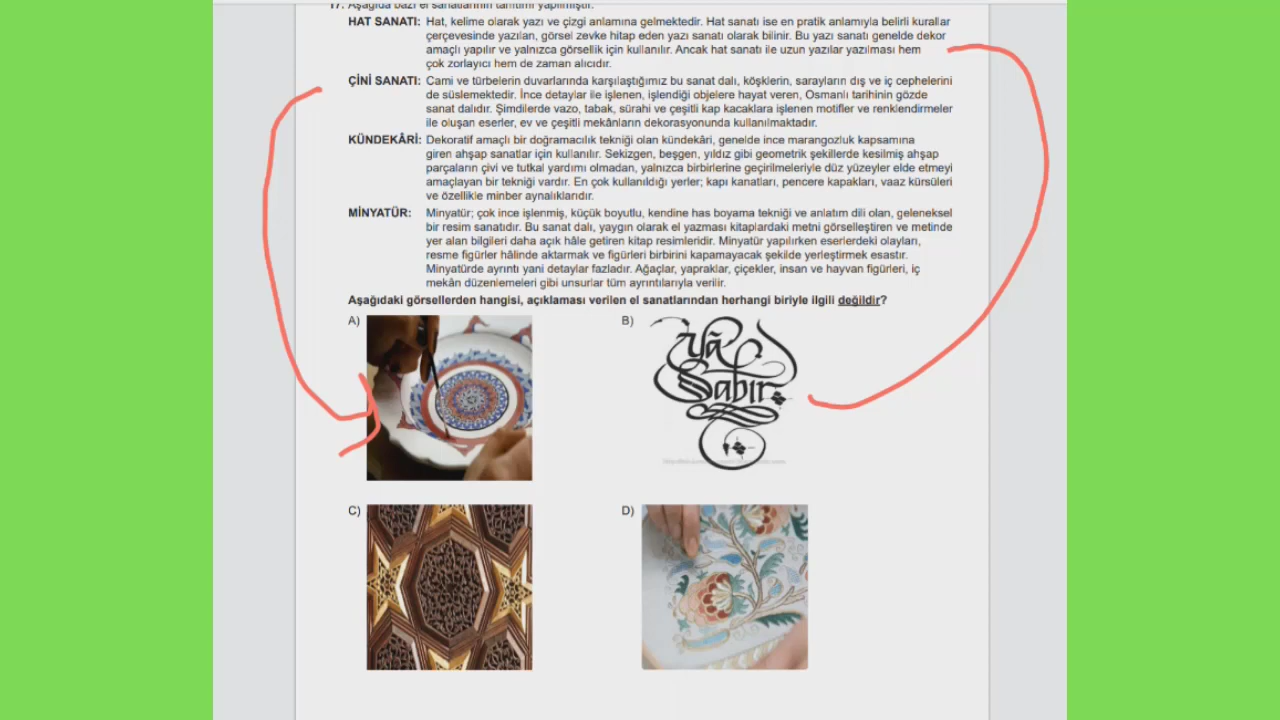 17. Aşağıda bazı el sanatlarının tanıtımı yapılmıştır.
HAT SANATI: Hat, kelime olarak yazı ve çizgi anlamına gelmektedir. Hat sanatı ise en pratik anlamıyla belirli kurallar
çerçevesinde yazılan, görsel zevke hitap eden yazı sanatı olarak bilinir. Bu yazı sanatı genelde dekor
amaçlı yapılır ve yalnızca görsellik için kullanılır. Ancak hat sanatı ile uzun yazılar yazılması hem
çok zorlayıcı hem de zaman alıcıdır.
ÇİNİ SANATI: Cami ve türbelerin duvarlarında karşılaştığımız bu sanat dalı, köşklerin, sarayların dış ve iç cephelerini
de süslemektedir. İnce detaylar ile işlenen, işlendiği objelere hayat veren, Osmanlı tarihinin gözde
sanat dalıdır. Şimdilerde vazo, tabak, sürahi ve çeşitli kap kacaklara işlenen motifler ve renklendirmeler
ile oluşan eserler, ev ve çeşitli mekânların dekorasyonunda kullanılmaktadır.
KÜNDEKÂRİ: Dekoratif amaçlı bir doğramacılık tekniği olan kündekâri, genelde ince marangozluk kapsamına
giren ahşap sanatlar için kullanılır. Sekizgen, beşgen, yıldız gibi geometrik şekillerde kesilmiş ahşap
parçaların çivi ve tutkal yardımı olmadan, yalnızca birbirlerine geçirilmeleriyle düz yüzeyler elde etmeyi
amaçlayan bir tekniği vardır. En çok kullanıldığı yerler; kapı kanatları, pencere kapakları, vaaz kürsüleri
ve özellikle minber aynalıklarıdır.
MİNYATÜR: Minyatür; çok ince işlenmiş, küçük boyutlu, kendine has boyama tekniği ve anlatım dili olan, geleneksel
bir resim sanatıdır. Bu sanat dalı, yaygın olarak el yazması kitaplardaki metni görselleştiren ve metinde
yer alan bilgileri daha açık hâle getiren kitap resimleridir. Minyatür yapılırken eserlerdeki olayları,
resme figürler hâlinde aktarmak ve figürleri birbirini kapamayacak şekilde yerleştirmek esastır.
Minyatürde ayrıntı yani detaylar fazladır. Ağaçlar, yapraklar, çiçekler, insan ve hayvan figürleri, iç
mekân düzenlemeleri gibi unsurlar tüm ayrıntılarıyla verilir.
Aşağıdaki görsellerden hangisi, açıklaması verilen el sanatlarından herhangi biriyle ilgili değildir?
A)
B)
Yâ
Sabır
C)
D)